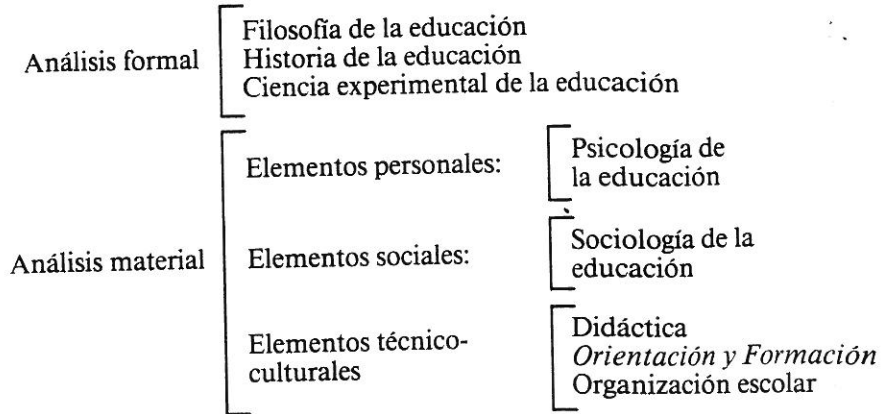 Análisis formal
Filosofía de la educación
Historia de la educación
Ciencia experimental de la educación
Análisis material
Elementos personales:
Psicología de
la educación
Elementos sociales:
Sociología de la
educación
Elementos técnico-
culturales
Didáctica
Orientación y Formación
Organización escolar